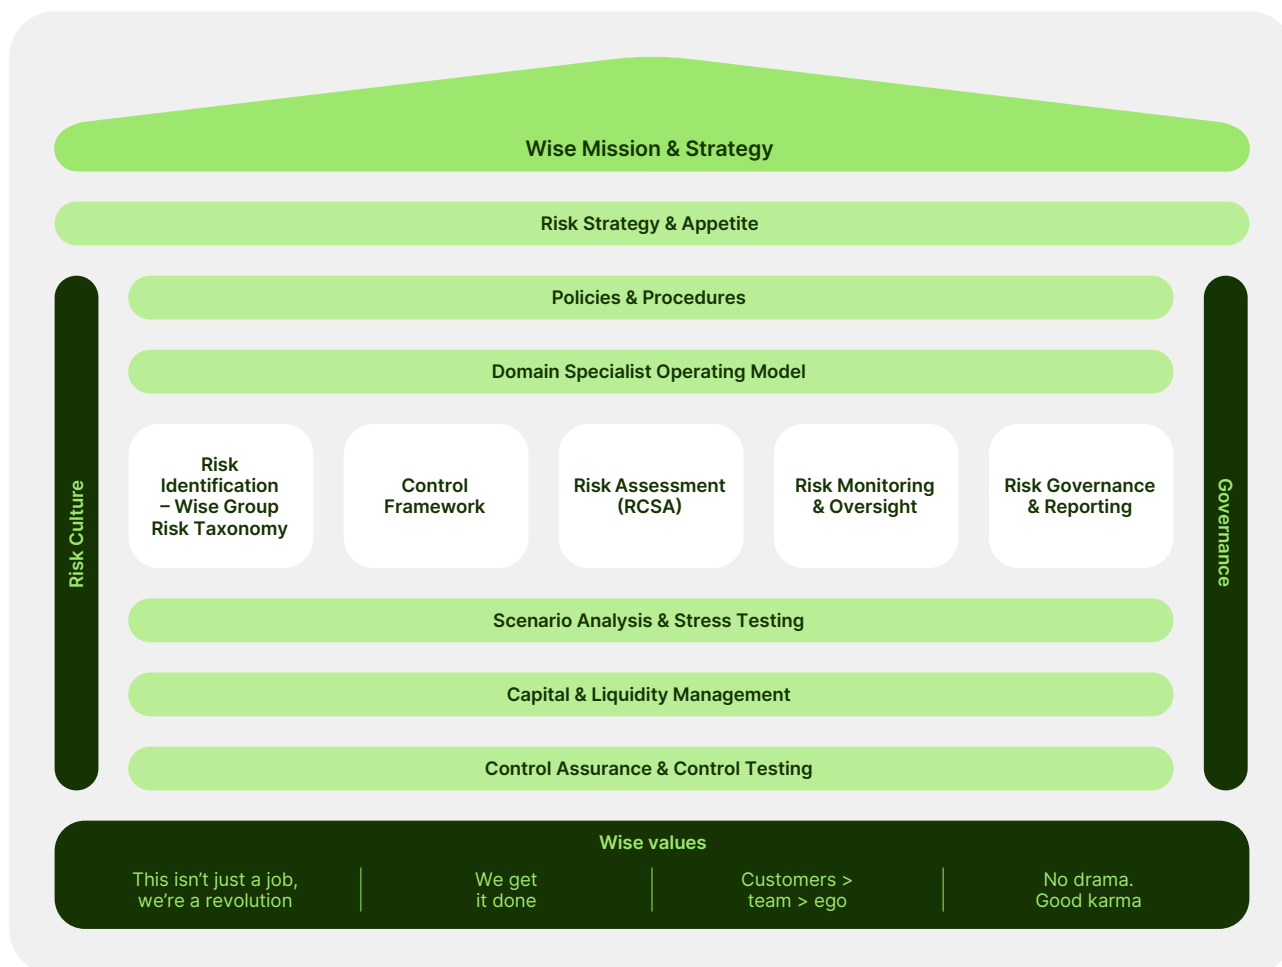 Wise Mission & Strategy
Risk Strategy & Appetite
Risk Culture
Policies & Procedures
Domain Specialist Operating Model
Risk
Identification
– Wise Group
Risk Taxonomy
Control
Framework
Risk Assessment
(RCSA)
Risk Monitoring
& Oversight
Risk Governance
& Reporting
Scenario Analysis & Stress Testing
Capital & Liquidity Management
Control Assurance & Control Testing
Governance
Wise values
This isn’t just a job,
we’re a revolution
We get
it done
Customers >
team > ego
No drama.
Good karma